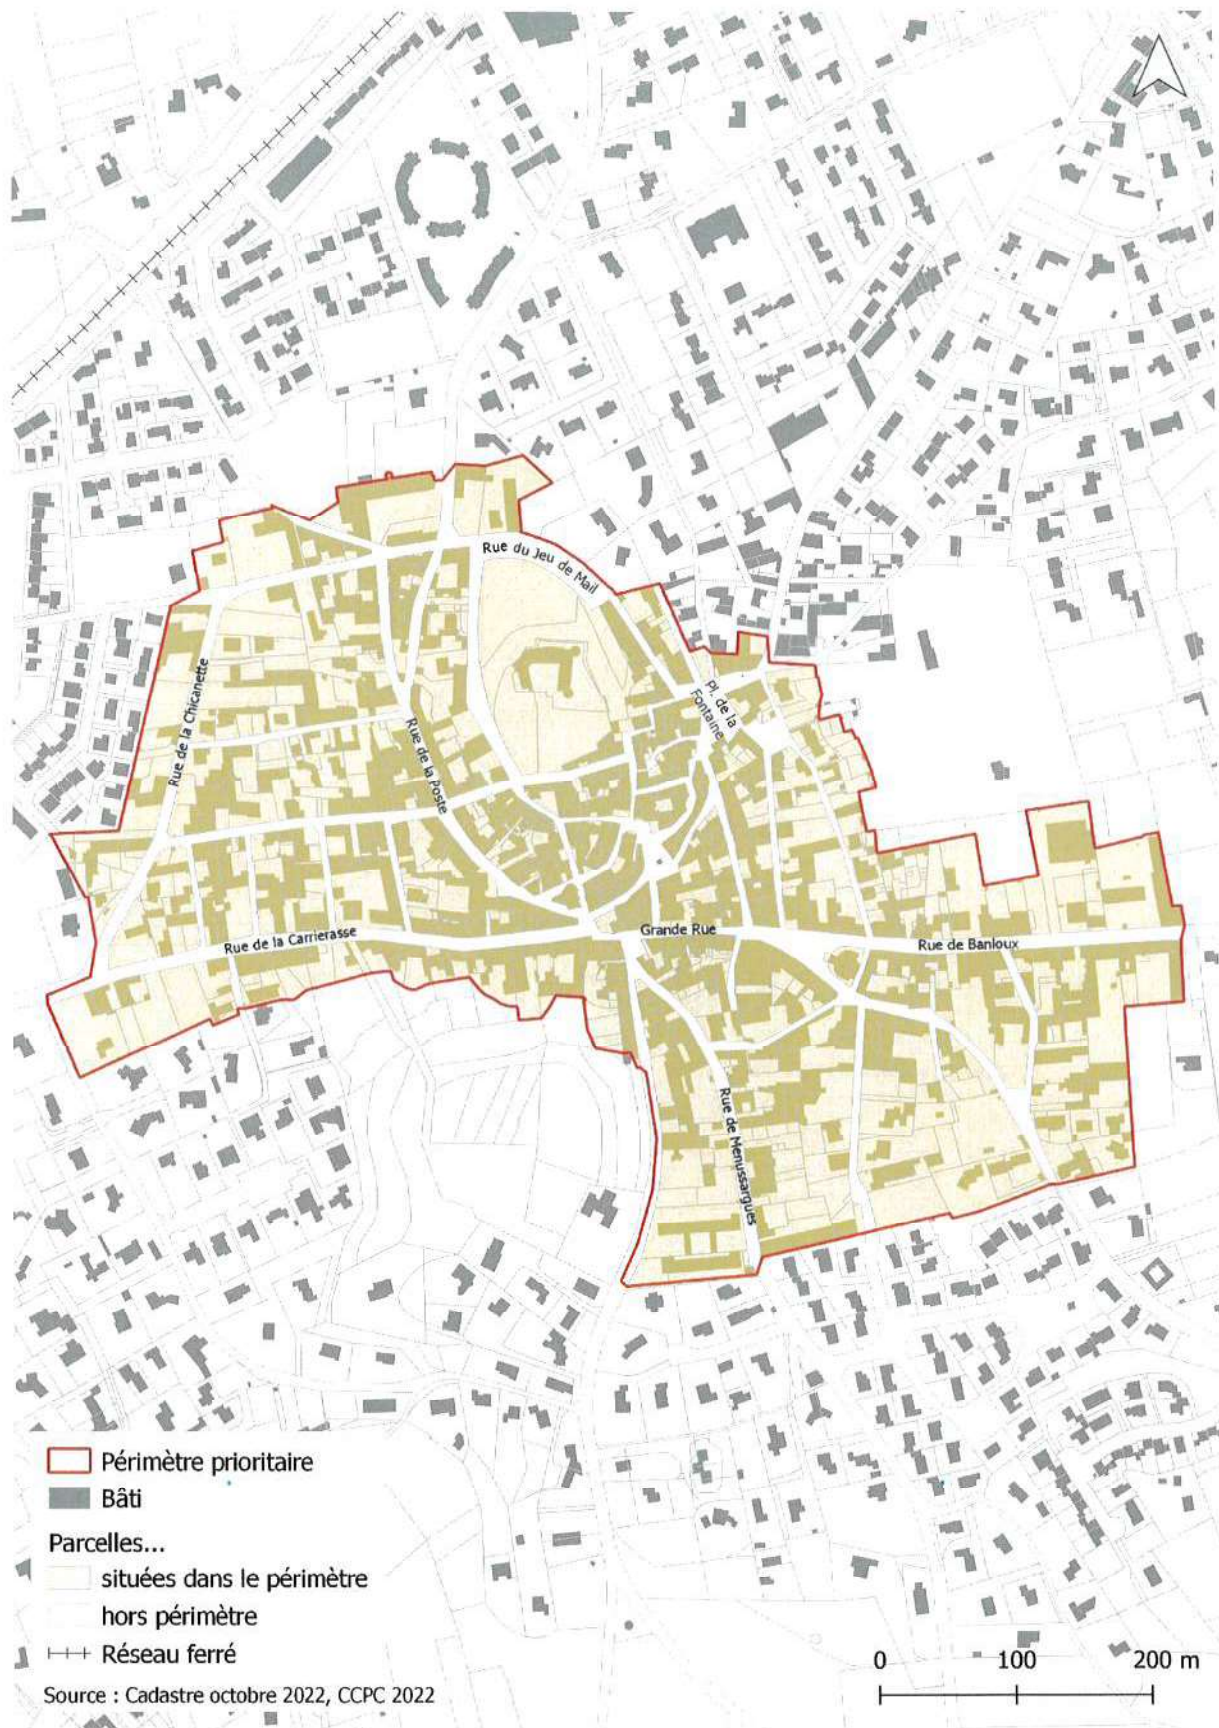 Rue du Jeu de Mail
Rue de la Chicanette
Pl. de la
Fontaine
Rue de la Poste
Rue de la Carrierasse
Grande Rue
Rue de Banloux
Rue de Menussargues
Périmètre prioritaire
Bâti
Parcelles...
situées dans le périmètre
hors périmètre
Réseau ferré
0 100 200 m
Source : Cadastre octobre 2022, CCPC 2022